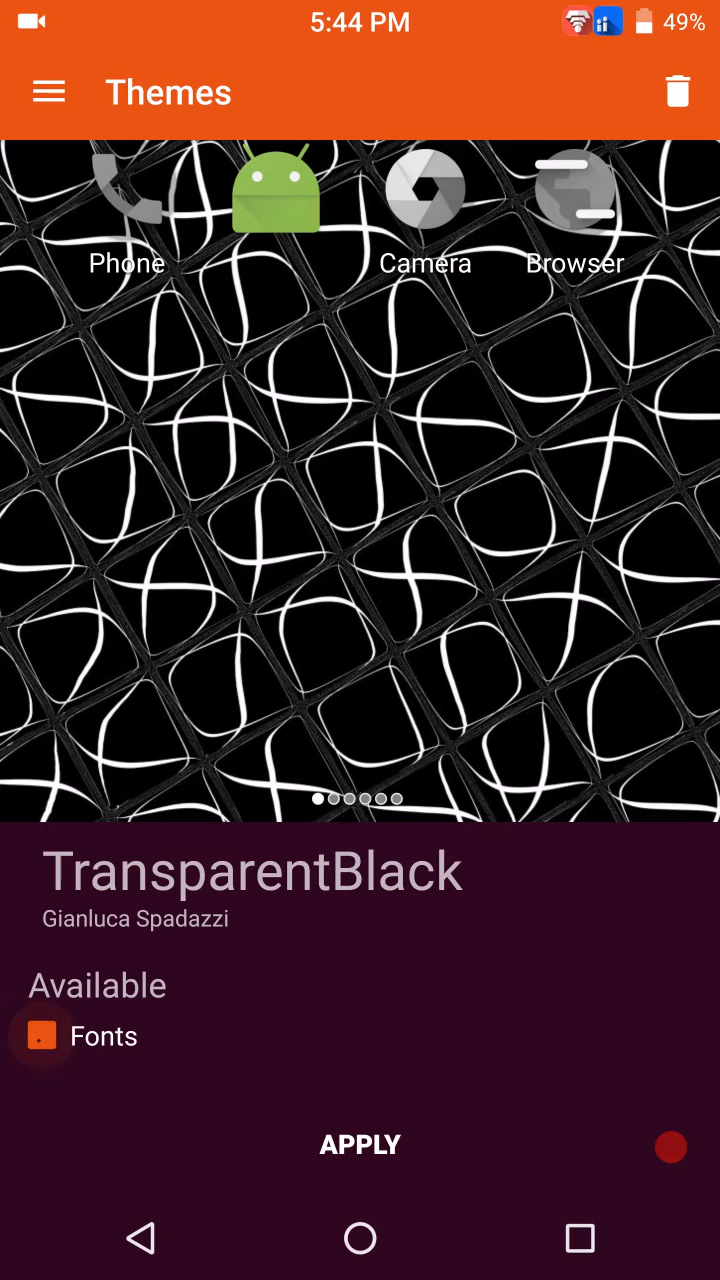 5:44 PM
49%
Themes
Phone
Camera
Browser
TransparentBlack
Gianluca Spadazzi
Available
Fonts
APPLY